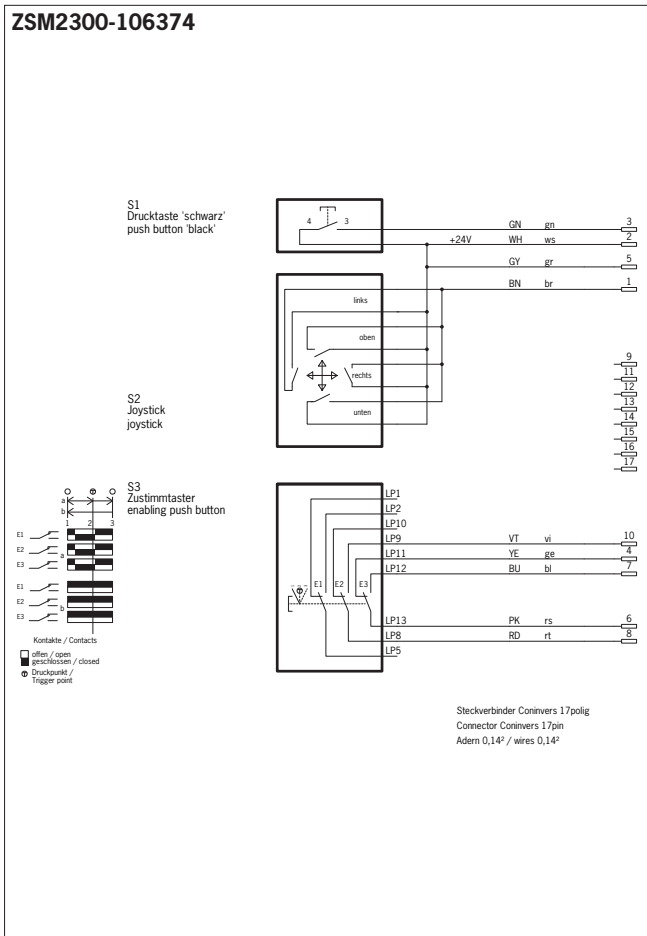 ZSM2300-106374
S1
Drucktaste 'schwarz'
push button 'black'
4 3
GN gn 3
+24V WH ws 2
GY gr 5
BN br 1
links
oben
rechts
unten
S2
Joystick
joystick
9
11
12
13
14
15
16
17
S3
Zustimmtaster
enabling push button
a
b
1 2 3
E1
E2
a
E3
E1
E2
b
E3
Kontakte / Contacts
offen / open
geschlossen / closed
Druckpunkt /
Trigger point
LP1
LP2
LP10
LP9 VT vi 10
LP11 YE ge 4
LP12 BU bl 7
E1 E2 E3
LP13 PK rs 6
LP8 RD rt 8
LP5
Steckverbinder Coninvers 17polig
Connector Coninvers 17pin
Adern 0,14² / wires 0,14²